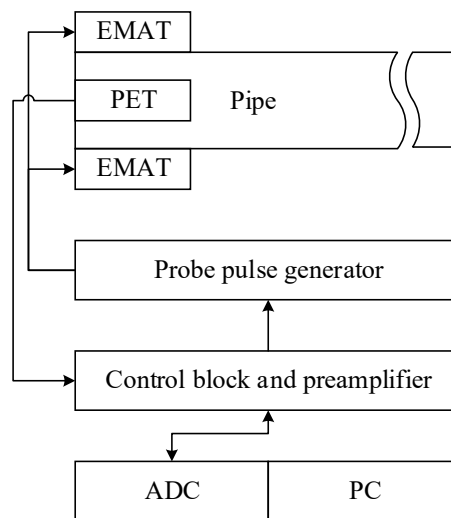 EMAT
PET
Pipe
EMAT
Probe pulse generator
Control block and preamplifier
ADC
PC